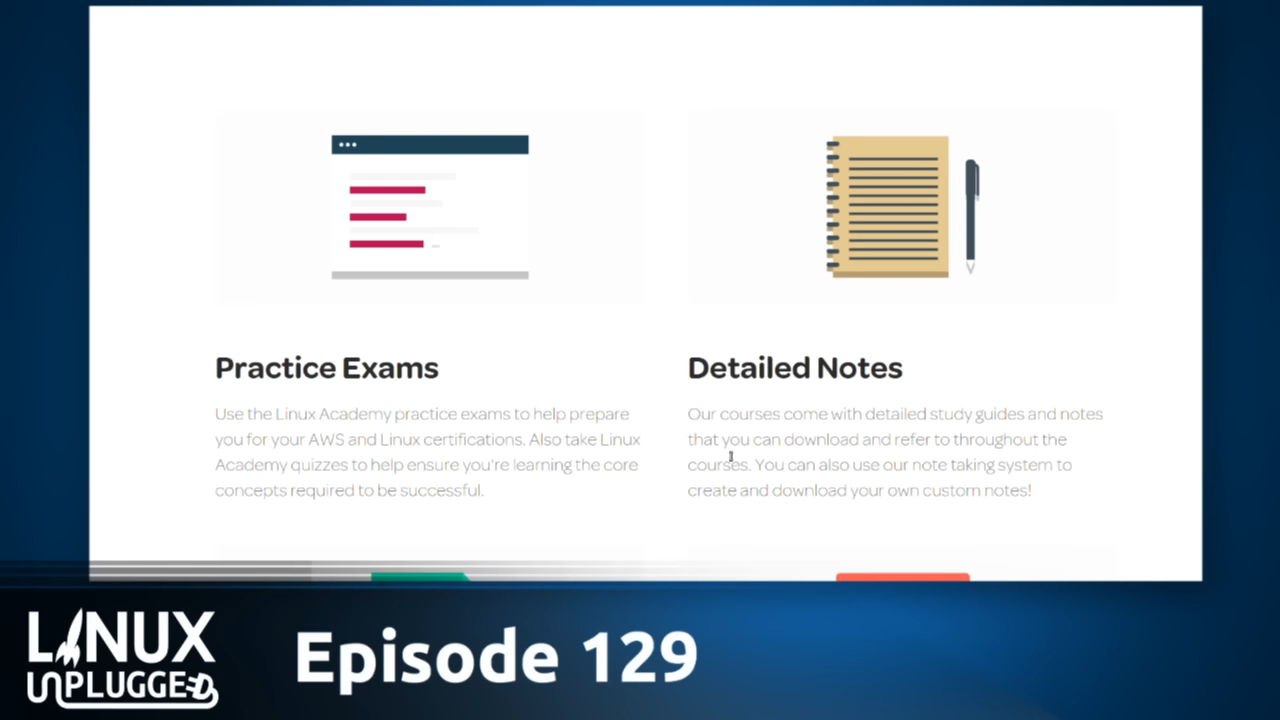 Practice Exams
Use the Linux Academy practice exams to help prepare
you for your AWS and Linux certifications. Also take Linux
Academy quizzes to help ensure you're learning the core
concepts required to be successful.
Detailed Notes
Our courses come with detailed study guides and notes
that you can download and refer to throughout the
courses. You can also use our note taking system to
create and download your own custom notes!
LINUX
UNPLUGGED
Episode 129